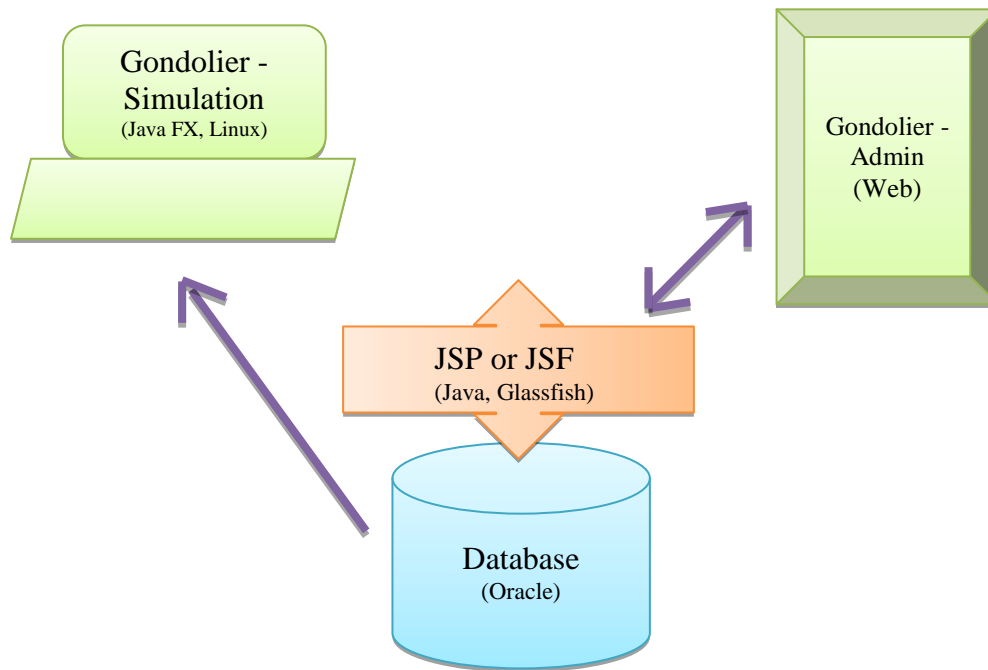 Gondolier -
Simulation
(Java FX, Linux)
Gondolier -
Admin
(Web)
JSP or JSF
(Java, Glassfish)
Database
(Oracle)